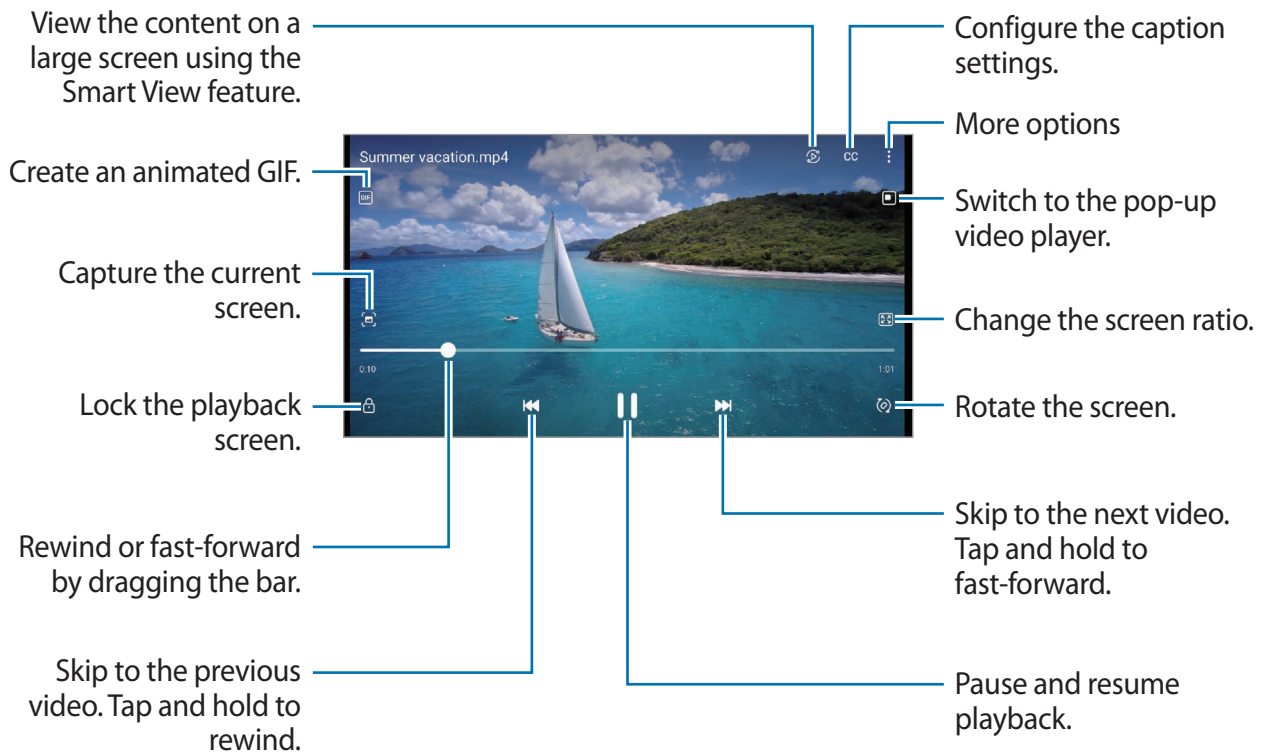 View the content on a
large screen using the
Smart View feature.
Create an animated GIF.
Capture the current
screen.
Lock the playback
screen.
Rewind or fast-forward
by dragging the bar.
Skip to the previous
video. Tap and hold to
rewind.
Summer vacation.mp4
CC
GIF
0:10
1:01
Configure the caption
settings.
More options
Switch to the pop-up
video player.
Change the screen ratio.
Rotate the screen.
Skip to the next video.
Tap and hold to
fast-forward.
Pause and resume
playback.